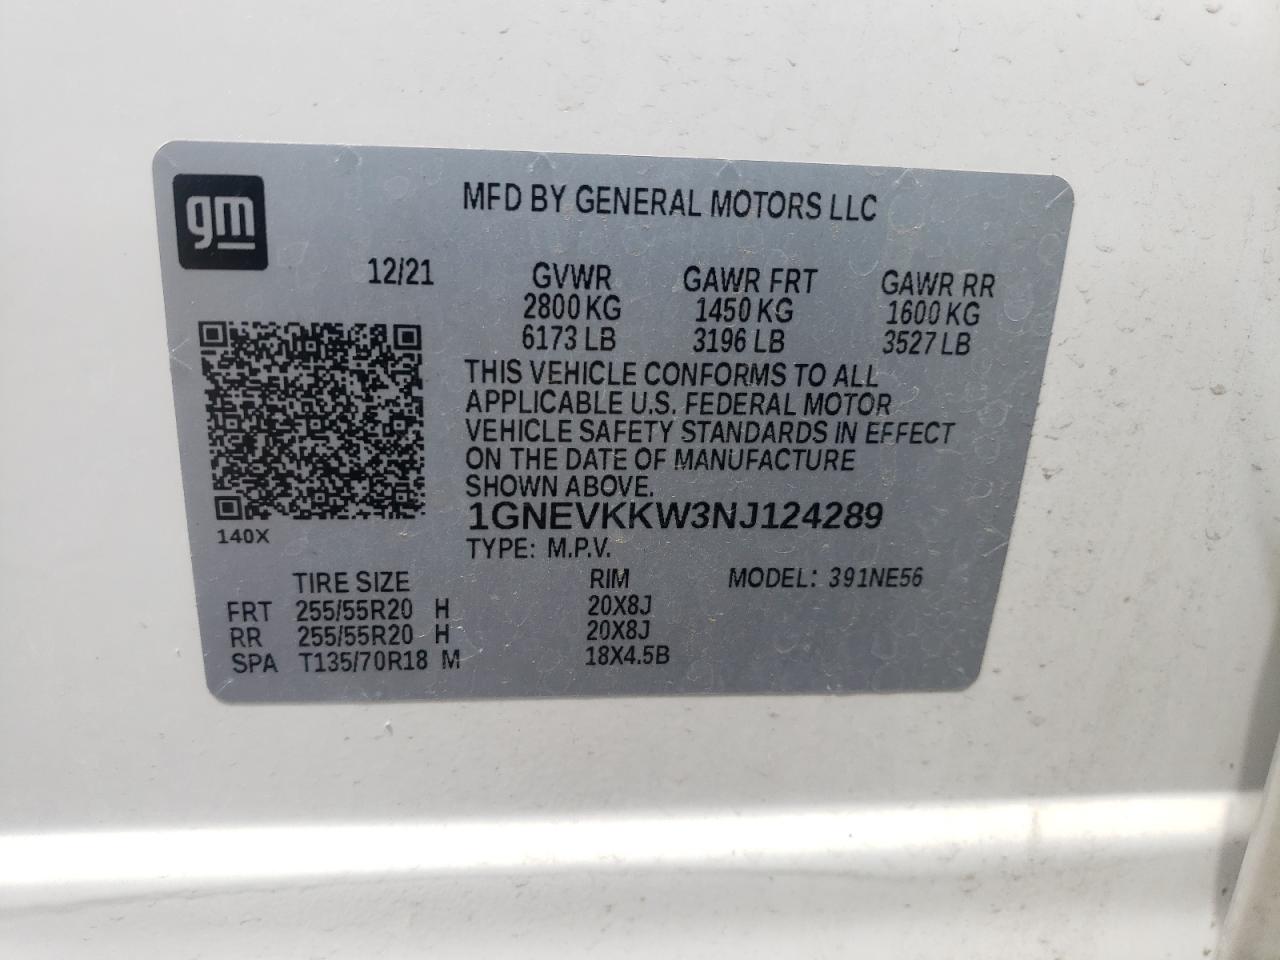 gm
MFD BY GENERAL MOTORS LLC
12/21 GVWR GAWR FRT GAWR RR
2800 KG 1450 KG 1600 KG
6173 LB 3196 LB 3527 LB
THIS VEHICLE CONFORMS TO ALL
APPLICABLE U.S. FEDERAL MOTOR
VEHICLE SAFETY STANDARDS IN EFFECT
ON THE DATE OF MANUFACTURE
SHOWN ABOVE.
1GNEVKKW3NJ124289
140X
TYPE: M.P.V.
TIRE SIZE RIM MODEL: 391NE56
FRT 255/55R20 H 20X8J
RR 255/55R20 H 20X8J
SPA T135/70R18 M 18X4.5B